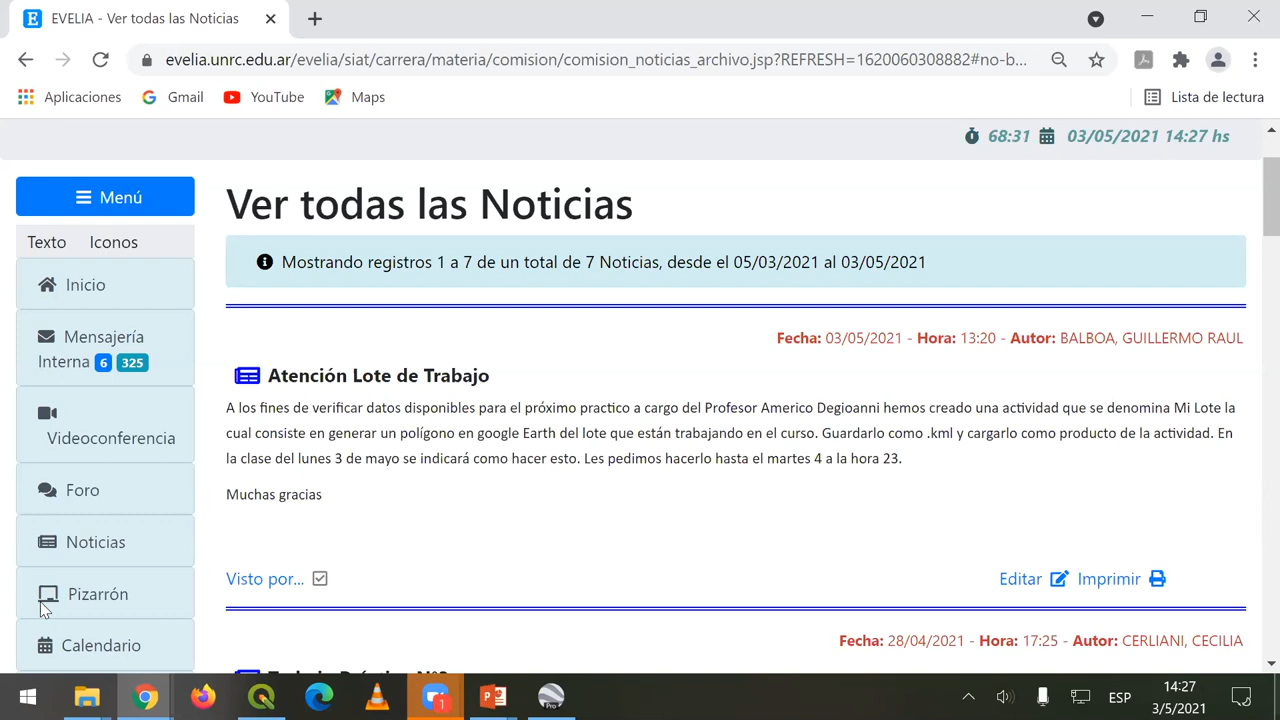 EVELIA - Ver todas las Noticias
evelia.unrc.edu.ar/evelia/siat/carrera/materia/comision/comision_noticias_archivo.jsp?REFRESH=1620060308882#no-b...
Aplicaciones Gmail YouTube Maps Lista de lectura
68:31 03/05/2021 14:27 hs
Menú
Texto Iconos
Inicio
Mensajería
Interna 6 325
Videoconferencia
Foro
Noticias
Pizarrón
Calendario
Ver todas las Noticias
Mostrando registros 1 a 7 de un total de 7 Noticias, desde el 05/03/2021 al 03/05/2021
Fecha: 03/05/2021 - Hora: 13:20 - Autor: BALBOA, GUILLERMO RAUL
Atención Lote de Trabajo
A los fines de verificar datos disponibles para el próximo practico a cargo del Profesor Americo Degioanni hemos creado una actividad que se denomina Mi Lote la
cual consiste en generar un polígono en google Earth del lote que están trabajando en el curso. Guardarlo como .kml y cargarlo como producto de la actividad. En
la clase del lunes 3 de mayo se indicará como hacer esto. Les pedimos hacerlo hasta el martes 4 a la hora 23.
Muchas gracias
Visto por... Editar Imprimir
Fecha: 28/04/2021 - Hora: 17:25 - Autor: CERLIANI, CECILIA
1 Pro ESP 14:27
3/5/2021